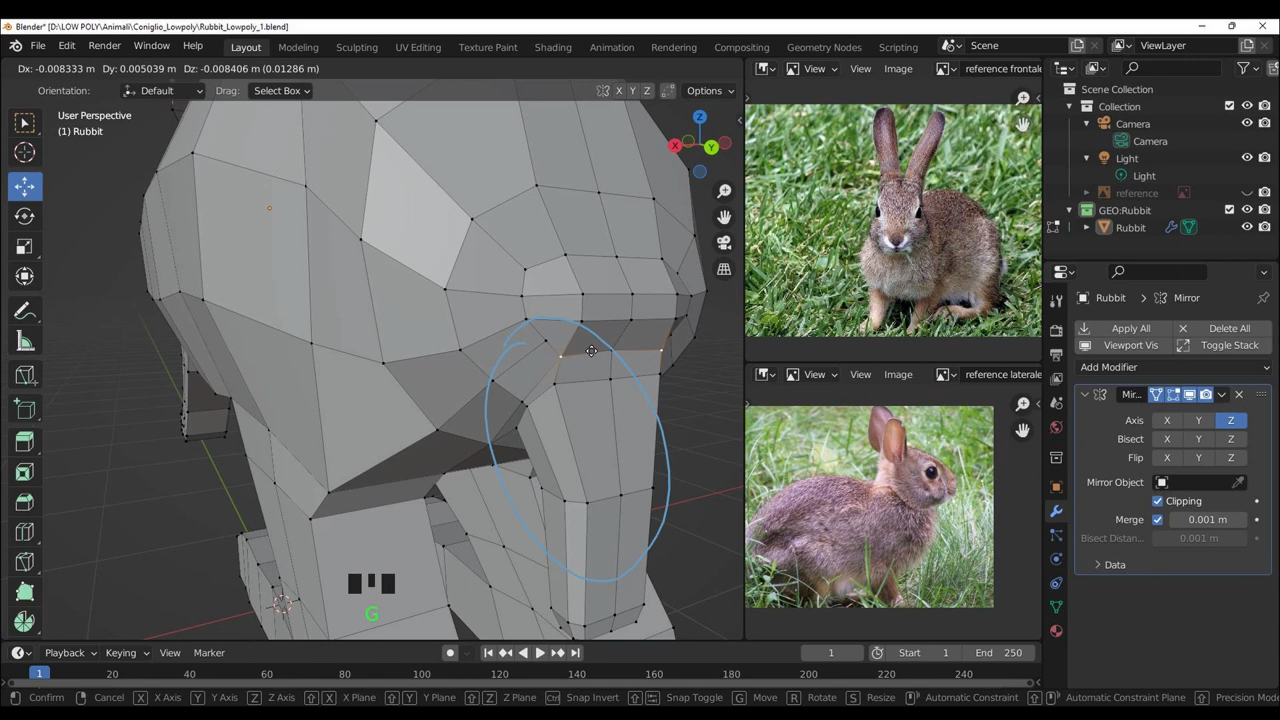 Blender* [D:\LOW POLY\Animali\Coniglio_Lowpoly\Rubbit_Lowpoly_1.blend]
File Edit Render Window Help Layout Modeling Sculpting UV Editing Texture Paint Shading Animation Rendering Compositing Geometry Nodes Scripting Scene ViewLayer
Dx: -0.008333 m Dy: 0.005039 m Dz: -0.008406 m (0.01286 m)
View View Image reference frontale
Orientation: Default Drag: Select Box X Y Z Options
User Perspective
(1) Rubbit
Z
X Y
Scene Collection
Collection
Camera
Camera
Light
Light
reference
GEO:Rubbit
Rubbit
Rubbit Mirror
Apply All Delete All
Viewport Vis Toggle Stack
Add Modifier
View View Image reference laterale
Mir...
Axis X Y Z
Bisect X Y Z
Flip X Y Z
Mirror Object
Clipping
Merge 0.001 m
Bisect Distan... 0.001 m
Data
G
Playback Keying View Marker 1 Start 1 End 250
1 20 40 60 80 100 120 140 160 180 200 220 240
Confirm Cancel X X Axis Y Y Axis Z Z Axis X X Plane Y Y Plane Z Z Plane Ctrl Snap Invert Snap Toggle G Move R Rotate S Resize Automatic Constraint Automatic Constraint Plane Precision Mode